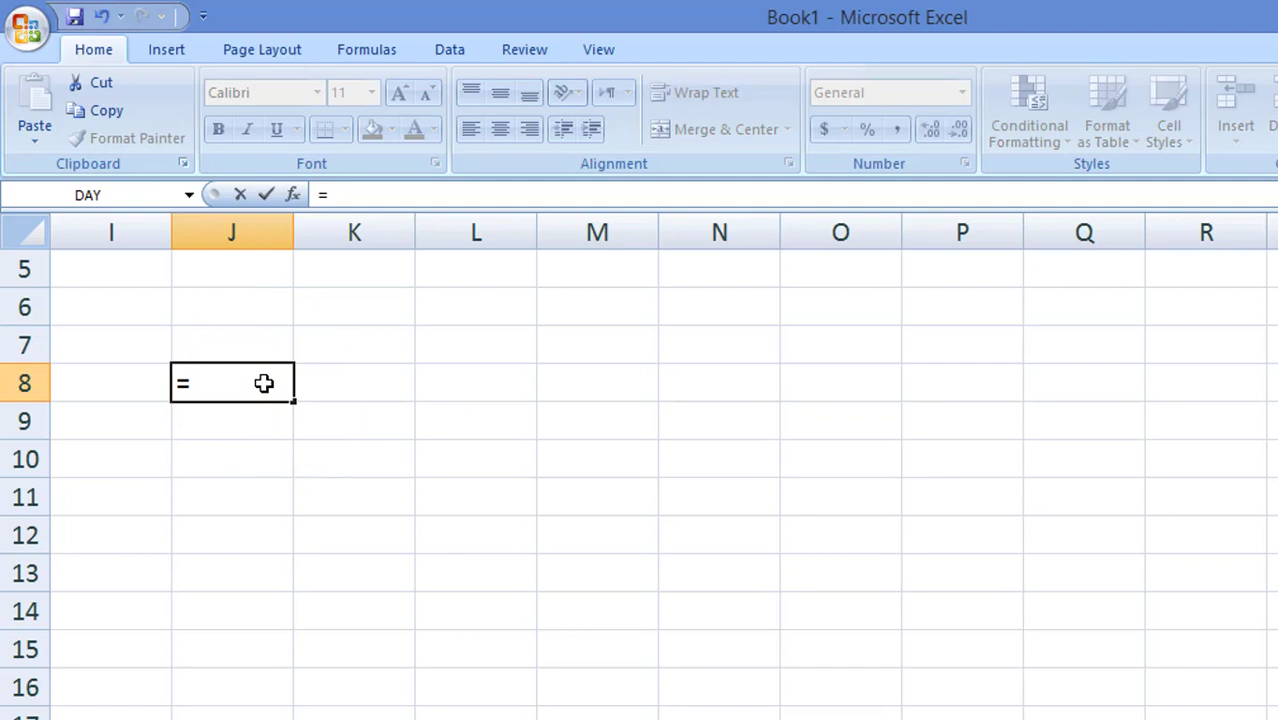 Book1 - Microsoft Excel
Home Insert Page Layout Formulas Data Review View
Paste
Cut
Copy
Format Painter
Clipboard
Calibri 11
B I U
Font
Wrap Text
Merge & Center
Alignment
General
$ % ,
Number
Conditional Formatting
Format as Table
Cell Styles
Styles
Insert
DAY fx =
I J K L M N O P Q R
5
6
7
8 =
9
10
11
12
13
14
15
16